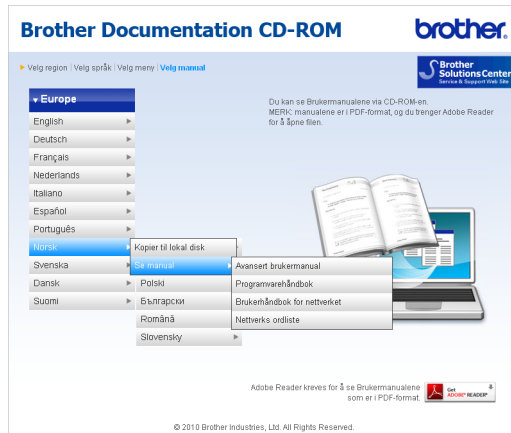 Brother Documentation CD-ROM
brother.
Velg region | Velg språk | Velg meny | Velg manual
Brother
Solutions Center
Service & Support Web Site
Europe
English
Deutsch
Français
Nederlands
Italiano
Español
Português
Norsk
Svenska
Dansk
Suomi
Kopier til lokal disk
Se manual
Polski
Български
Română
Slovensky
Avansert brukermanual
Programvarehåndbok
Brukerhåndbok for nettverket
Nettverks ordliste
Du kan se Brukermanualene via CD-ROM-en.
MERK: manualene er i PDF-format, og du trenger Adobe Reader
for å åpne filen.
Adobe Reader kreves for å se Brukermanualene
som er i PDF-format.
Get
ADOBE® READER®
© 2010 Brother Industries, Ltd. All Rights Reserved.